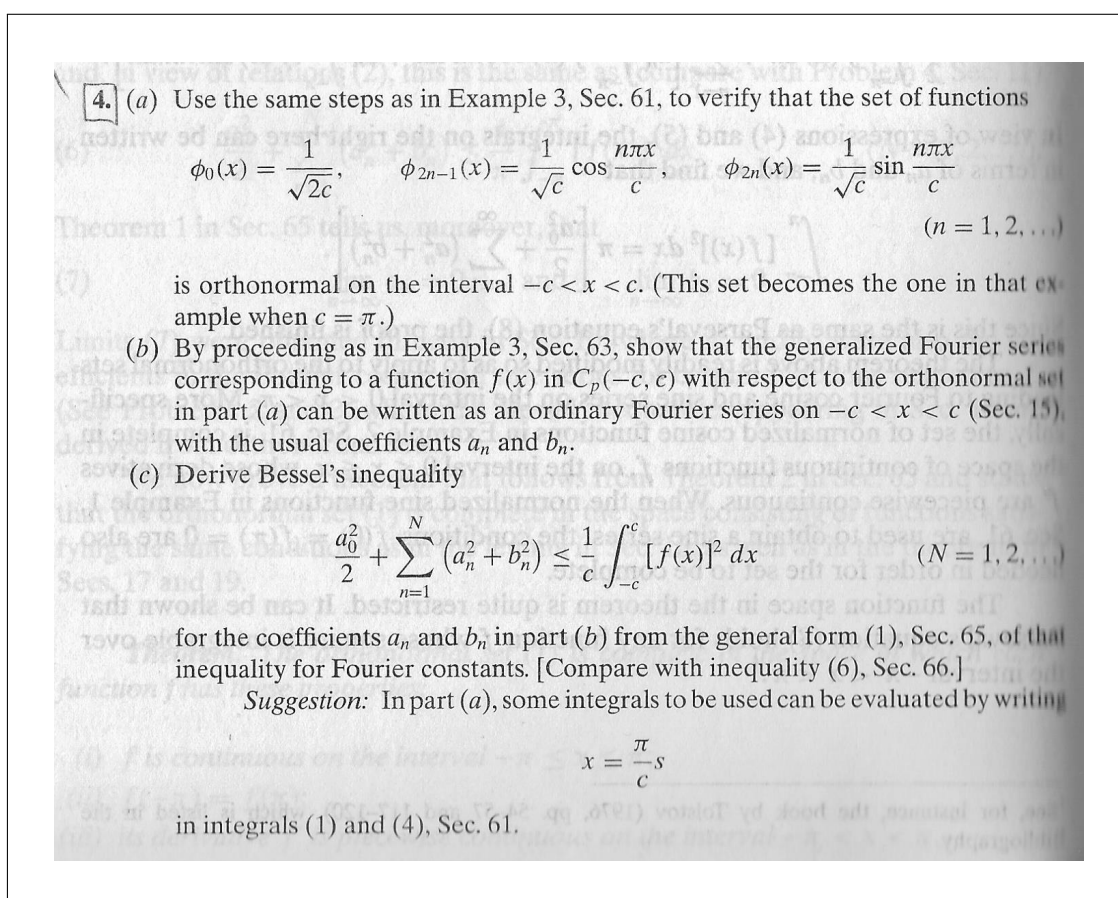 4. (a) Use the same steps as in Example 3, Sec. 61, to verify that the set of functions
ϕ₀(x) = 1/√(2c), ϕ₂ₙ₋₁(x) = (1/√c) cos(nπx/c), ϕ₂ₙ(x) = (1/√c) sin(nπx/c)
(n = 1, 2, . . .)
is orthonormal on the interval −c < x < c. (This set becomes the one in that ex-
ample when c = π.)
(b) By proceeding as in Example 3, Sec. 63, show that the generalized Fourier series
corresponding to a function f(x) in Cₚ(−c, c) with respect to the orthonormal set
in part (a) can be written as an ordinary Fourier series on −c < x < c (Sec. 15),
with the usual coefficients aₙ and bₙ.
(c) Derive Bessel's inequality
a₀²/2 + ∑ₙ₌₁ᴺ (aₙ² + bₙ²) ≤ (1/c) ∫₋cᶜ [f(x)]² dx (N = 1, 2, . . .)
for the coefficients aₙ and bₙ in part (b) from the general form (1), Sec. 65, of that
inequality for Fourier constants. [Compare with inequality (6), Sec. 66.]
Suggestion: In part (a), some integrals to be used can be evaluated by writing
x = (π/c)s
in integrals (1) and (4), Sec. 61.